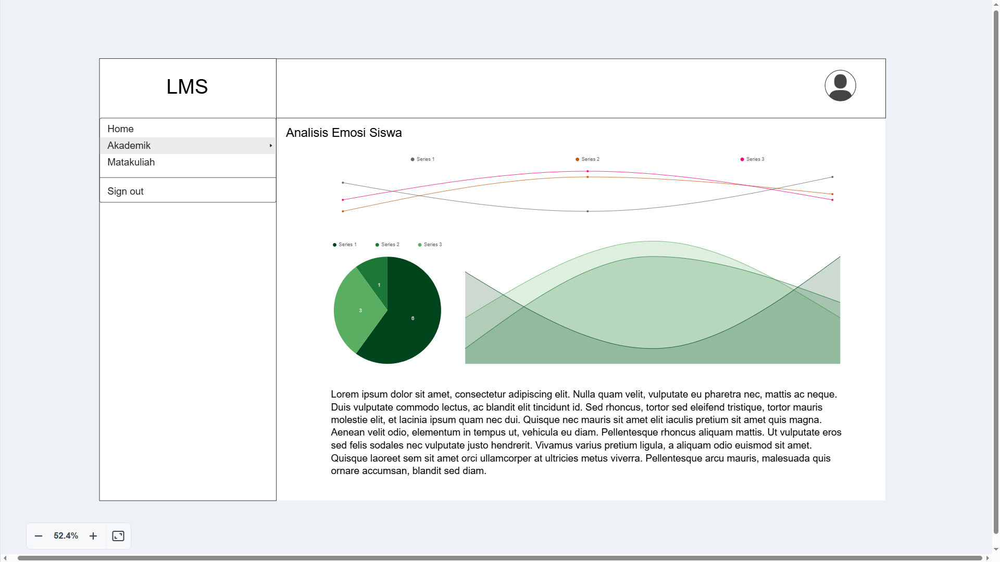 LMS
Home
Akademik
Matakuliah
Sign out
Analisis Emosi Siswa
Series 1 Series 2 Series 3
Series 1 Series 2 Series 3
1
3
6
Lorem ipsum dolor sit amet, consectetur adipiscing elit. Nulla quam velit, vulputate eu pharetra nec, mattis ac neque.
Duis vulputate commodo lectus, ac blandit elit tincidunt id. Sed rhoncus, tortor sed eleifend tristique, tortor mauris
molestie elit, et lacinia ipsum quam nec dui. Quisque nec mauris sit amet elit iaculis pretium sit amet quis magna.
Aenean velit odio, elementum in tempus ut, vehicula eu diam. Pellentesque rhoncus aliquam mattis. Ut vulputate eros
sed felis sodales nec vulputate justo hendrerit. Vivamus varius pretium ligula, a aliquam odio euismod sit amet.
Quisque laoreet sem sit amet orci ullamcorper at ultricies metus viverra. Pellentesque arcu mauris, malesuada quis
ornare accumsan, blandit sed diam.
52.4%